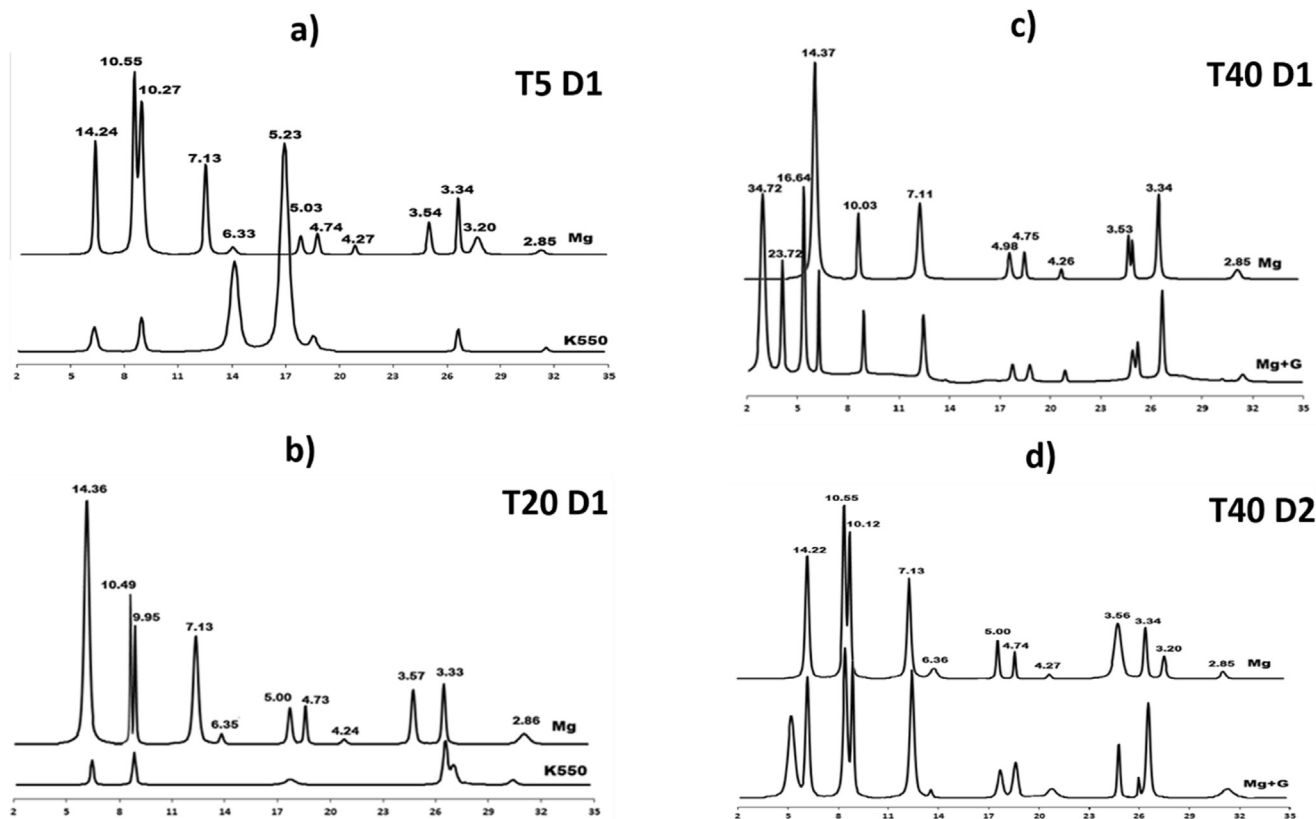 a)
T5 D1
10.55
10.27
14.24
7.13
6.33
5.23
5.03
4.74
4.27
3.54
3.34
3.20
2.85
Mg
K550
2 5 8 11 14 17 20 23 26 29 32 35
b)
T20 D1
14.36
10.49
9.95
7.13
6.35
5.00
4.73
4.24
3.57
3.33
2.86
Mg
K550
2 5 8 11 14 17 20 23 26 29 32 35
c)
T40 D1
14.37
34.72
16.64
23.72
10.03
7.11
4.98
4.75
4.26
3.53
3.34
2.85
Mg
Mg+G
2 5 8 11 14 17 20 23 26 29 32 35
d)
T40 D2
10.55
10.12
14.22
7.13
6.36
5.00
4.74
4.27
3.56
3.34
3.20
2.85
Mg
Mg+G
2 5 8 11 14 17 20 23 26 29 32 35